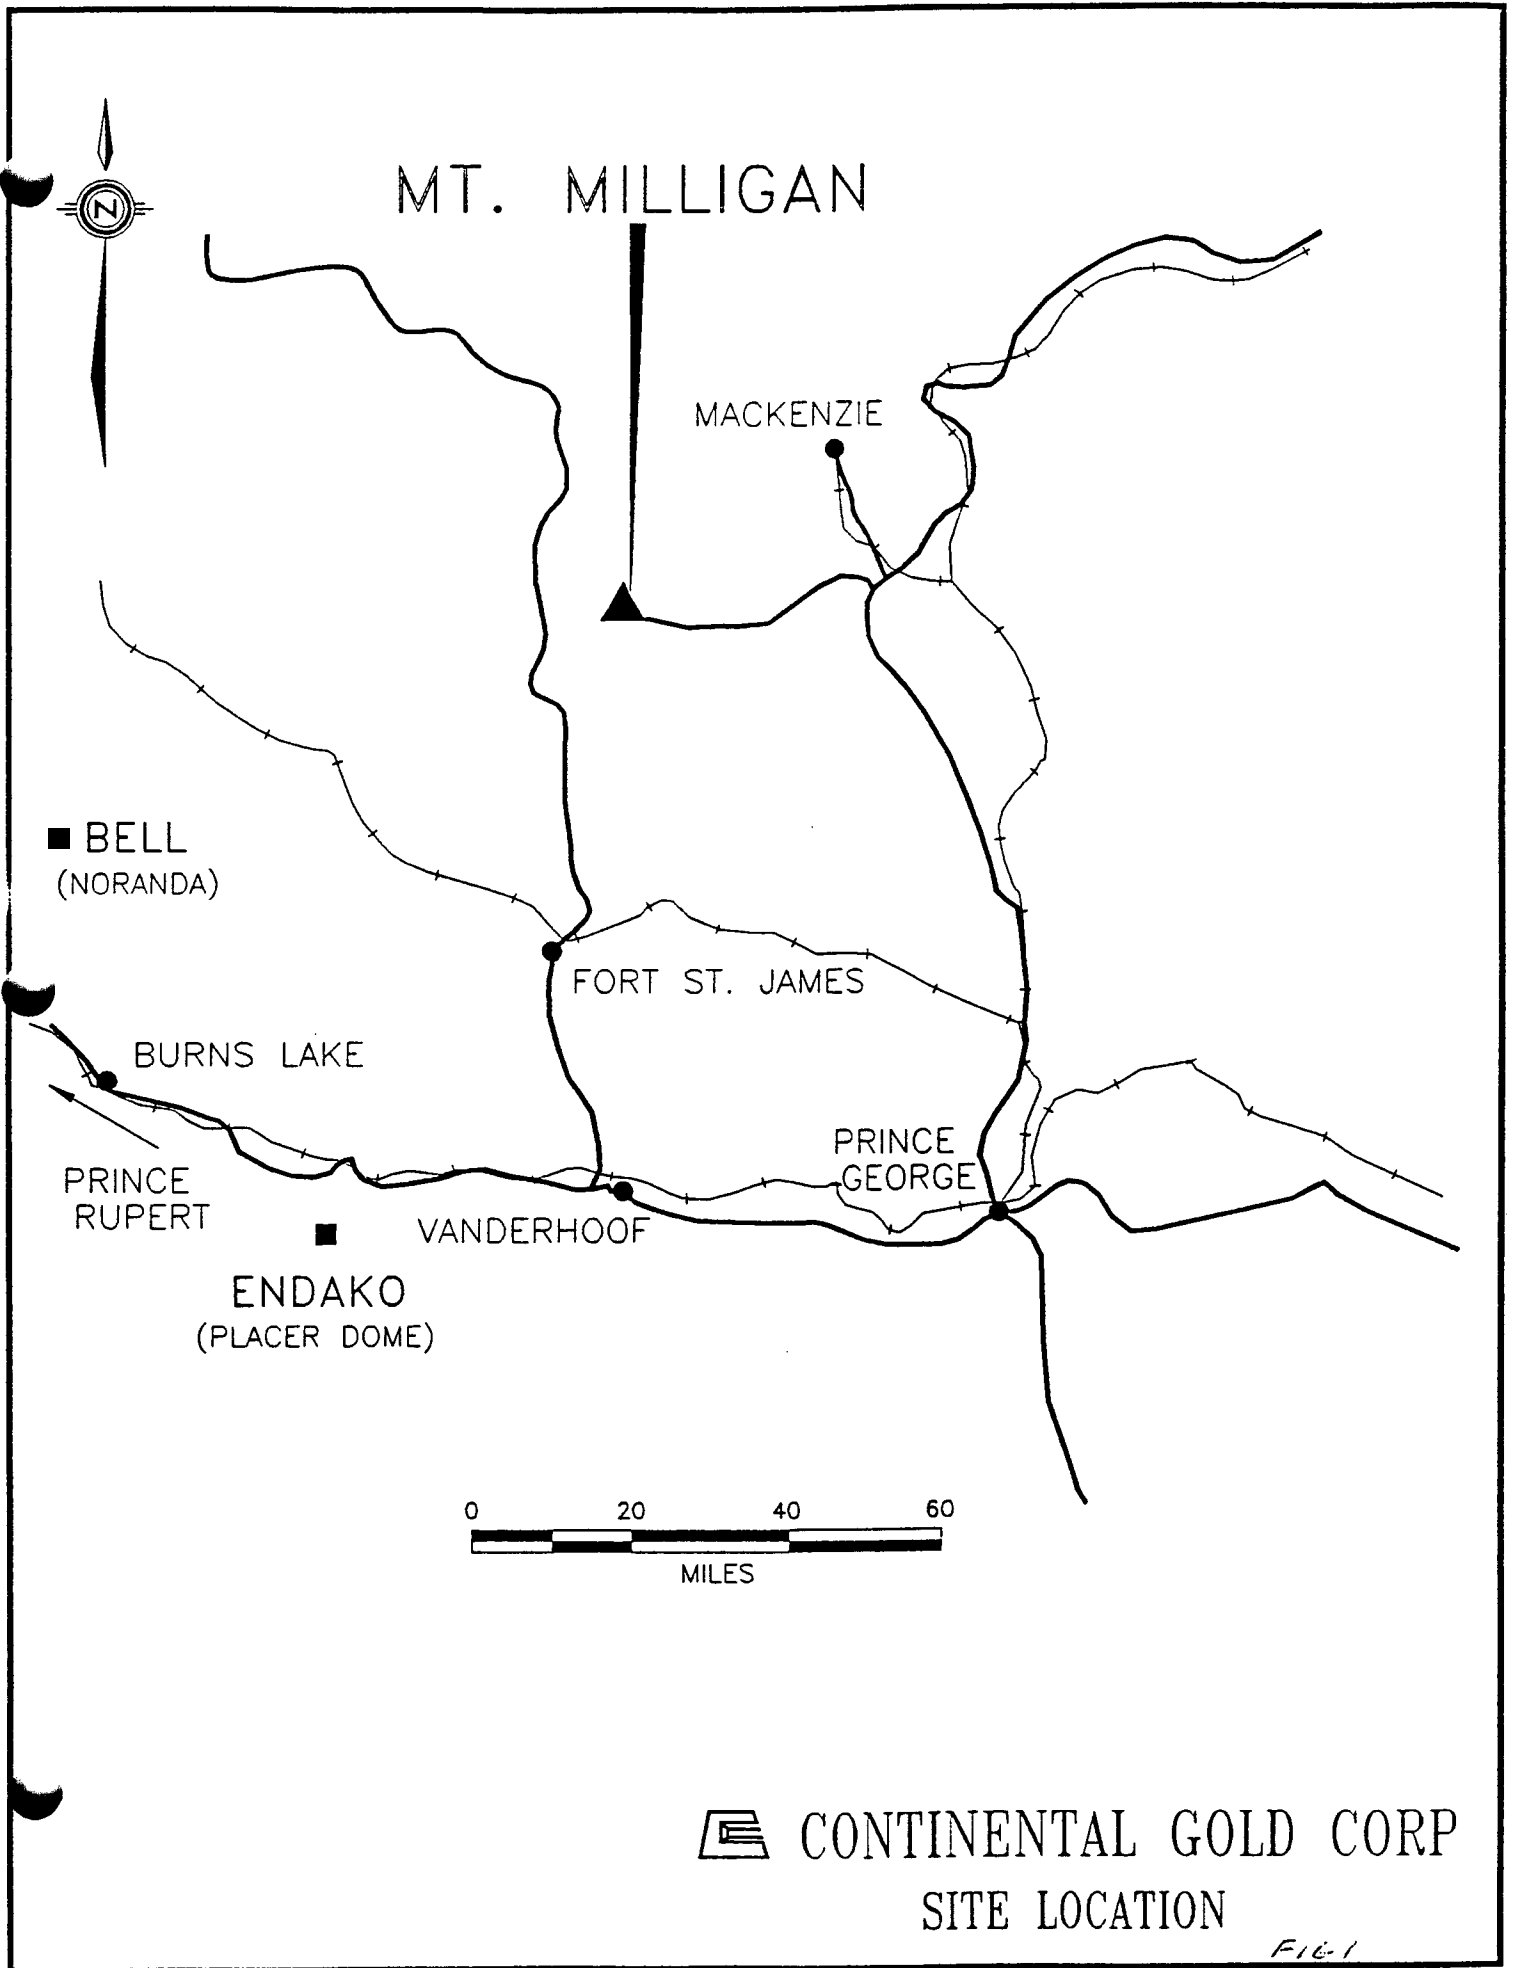 N
MT. MILLIGAN
MACKENZIE
BELL
(NORANDA)
FORT ST. JAMES
BURNS LAKE
PRINCE
GEORGE
PRINCE
RUPERT
VANDERHOOF
ENDAKO
(PLACER DOME)
0 20 40 60
MILES
CONTINENTAL GOLD CORP
SITE LOCATION
FIG 1